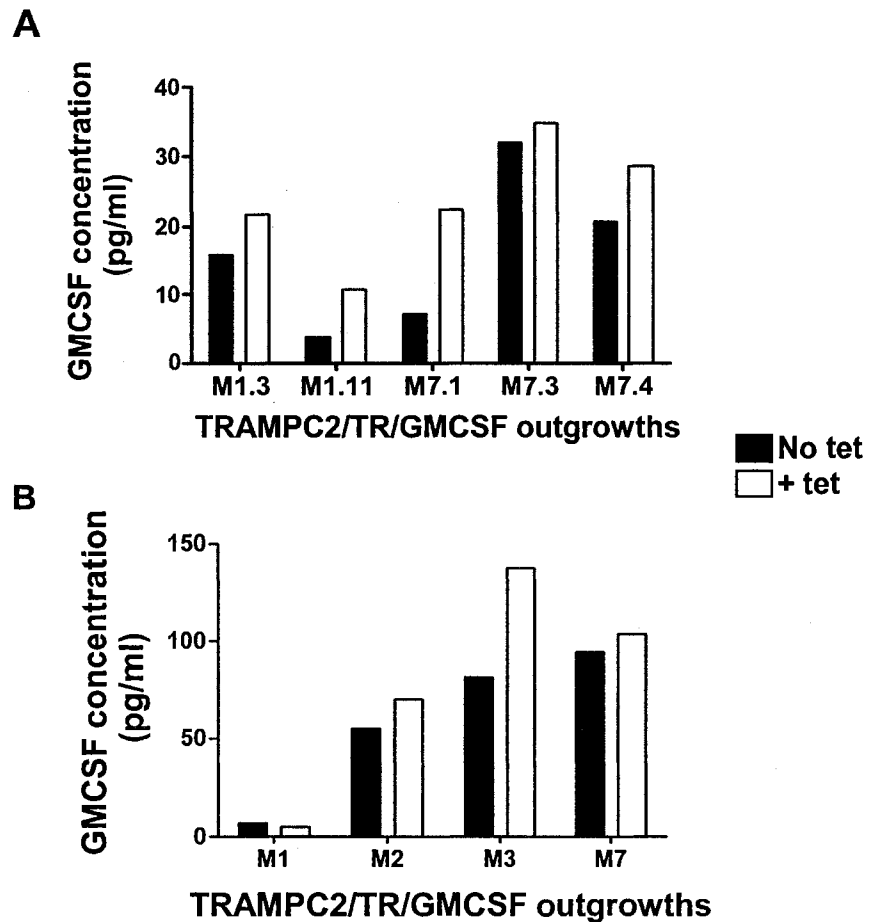 A
GMCSF concentration
(pg/ml)
40
30
20
10
0
M1.3 M1.11 M7.1 M7.3 M7.4
TRAMPC2/TR/GMCSF outgrowths
No tet
+ tet
B
GMCSF concentration
(pg/ml)
150
100
50
0
M1 M2 M3 M7
TRAMPC2/TR/GMCSF outgrowths